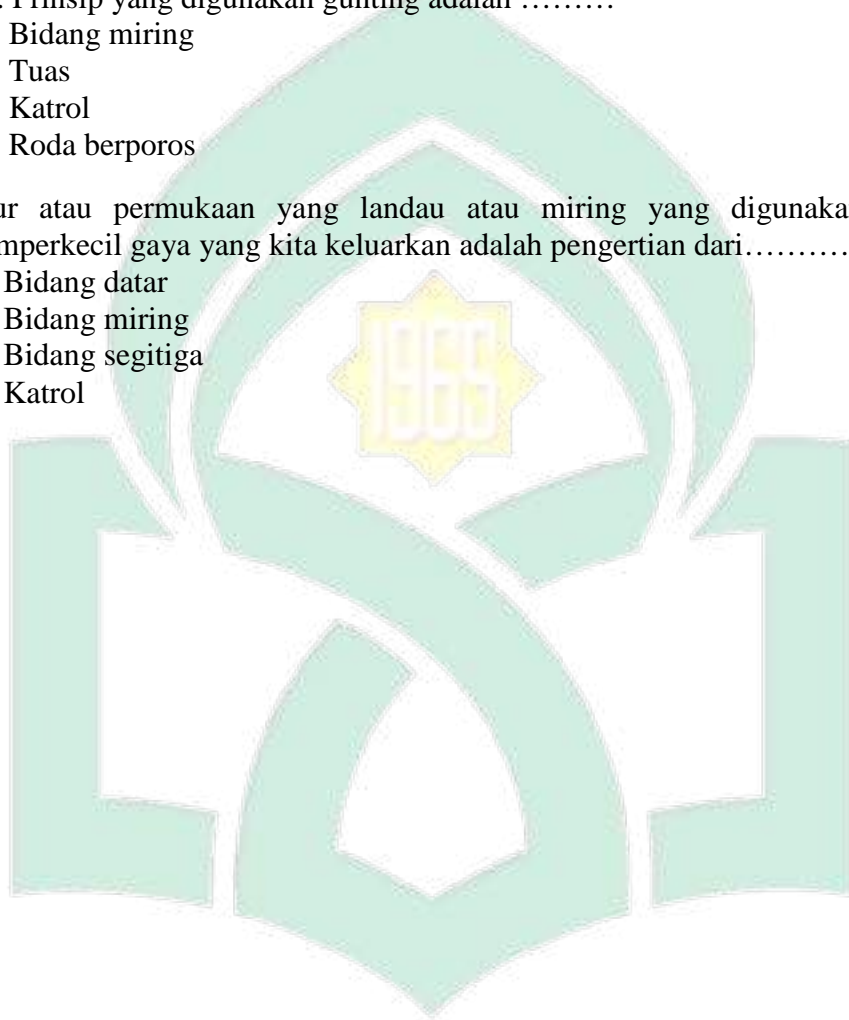 . Prinsip yang digunakan gunting adalah ………
Bidang miring
Tuas
Katrol
Roda berporos
ur atau permukaan yang landau atau miring yang digunaka
mperkecil gaya yang kita keluarkan adalah pengertian dari……….
Bidang datar
Bidang miring
Bidang segitiga
Katrol
1965